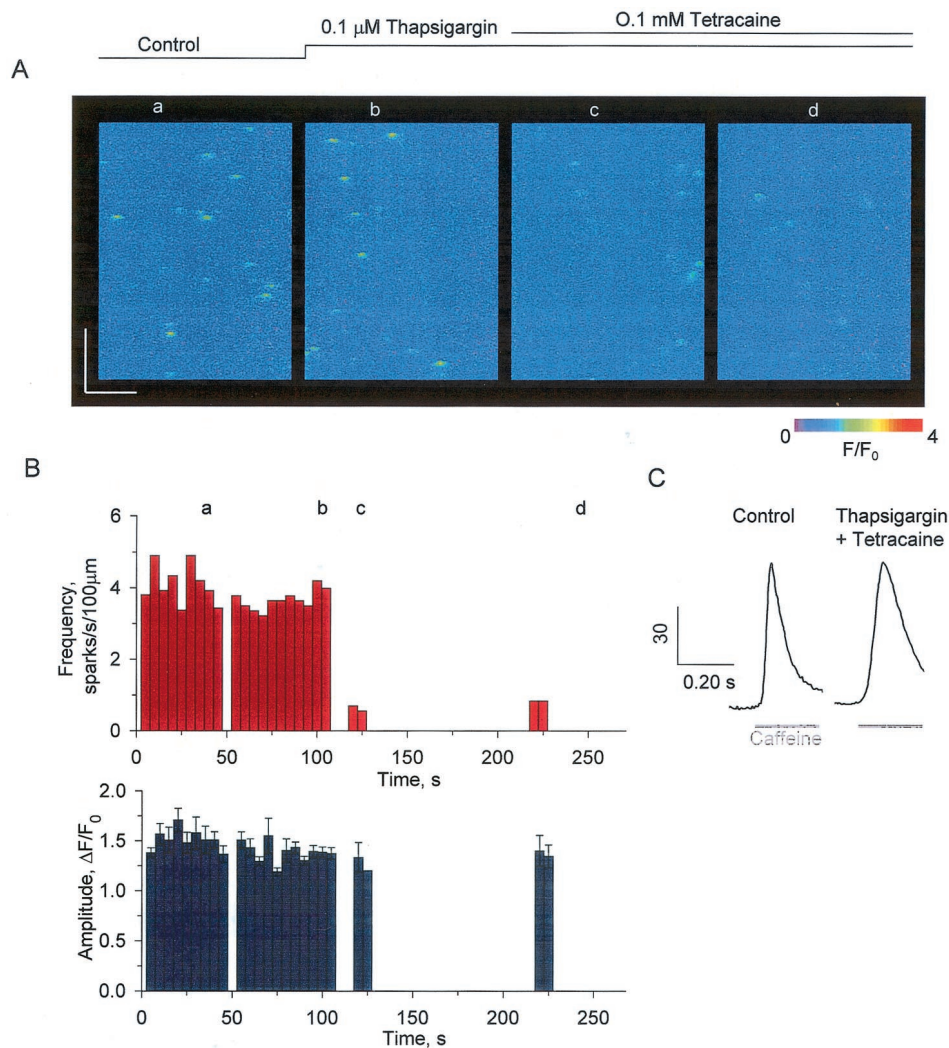 0.1 μM Thapsigargin
O.1 mM Tetracaine
Control
A
a b c d
0 4
F/F0
B
C
a b c d
6
4
2
0
Frequency,
sparks/s/100μm
0 50 100 150 200 250
Time, s
2.0
1.5
1.0
0.5
0.0
Amplitude, ΔF/F0
0 50 100 150 200 250
Time, s
Control
Thapsigargin
+ Tetracaine
30
0.20 s
Caffeine